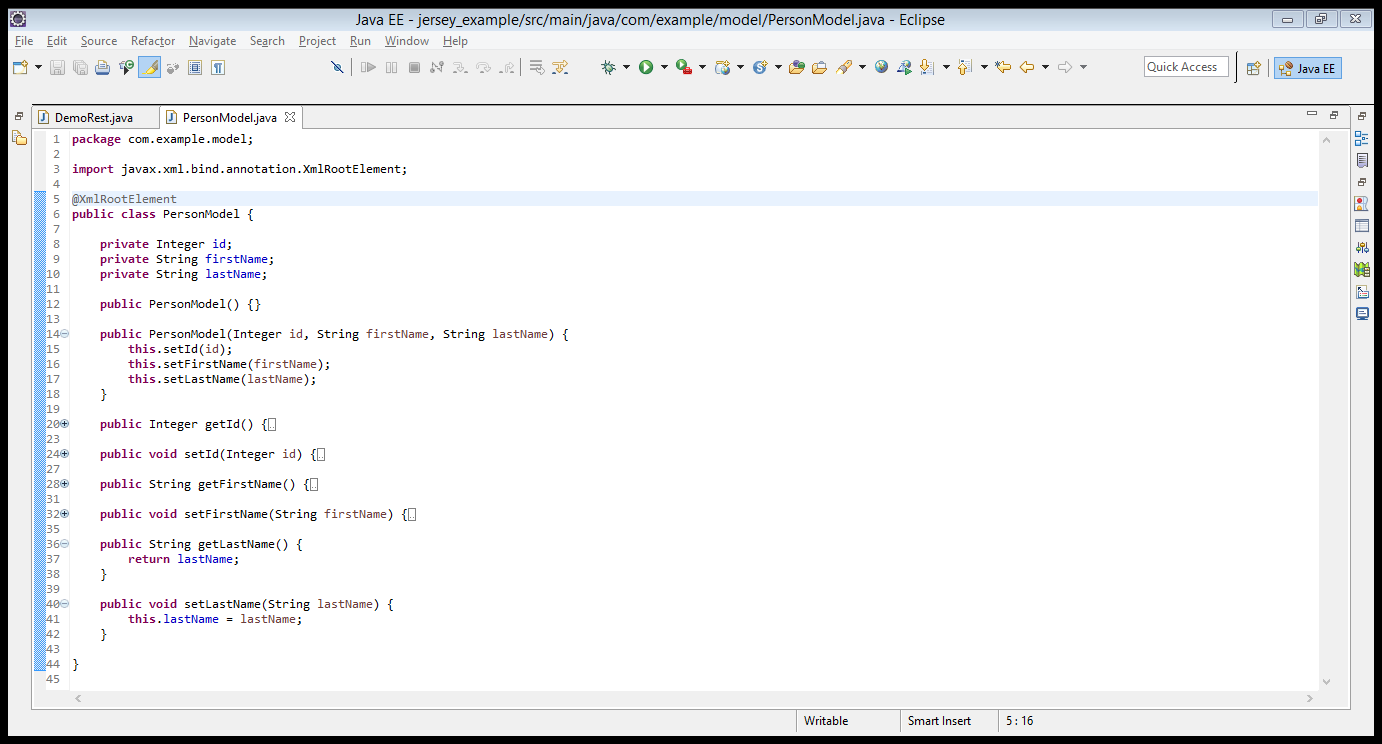 Java EE - jersey_example/src/main/java/com/example/model/PersonModel.java - Eclipse
File Edit Source Refactor Navigate Search Project Run Window Help
Quick Access Java EE
DemoRest.java PersonModel.java
1 package com.example.model;
2
3 import javax.xml.bind.annotation.XmlRootElement;
4
5 @XmlRootElement
6 public class PersonModel {
7
8 private Integer id;
9 private String firstName;
10 private String lastName;
11
12 public PersonModel() {}
13
14 public PersonModel(Integer id, String firstName, String lastName) {
15 this.setId(id);
16 this.setFirstName(firstName);
17 this.setLastName(lastName);
18 }
19
20 public Integer getId() {
23
24 public void setId(Integer id) {
27
28 public String getFirstName() {
31
32 public void setFirstName(String firstName) {
35
36 public String getLastName() {
37 return lastName;
38 }
39
40 public void setLastName(String lastName) {
41 this.lastName = lastName;
42 }
43
44 }
45
Writable Smart Insert 5 : 16